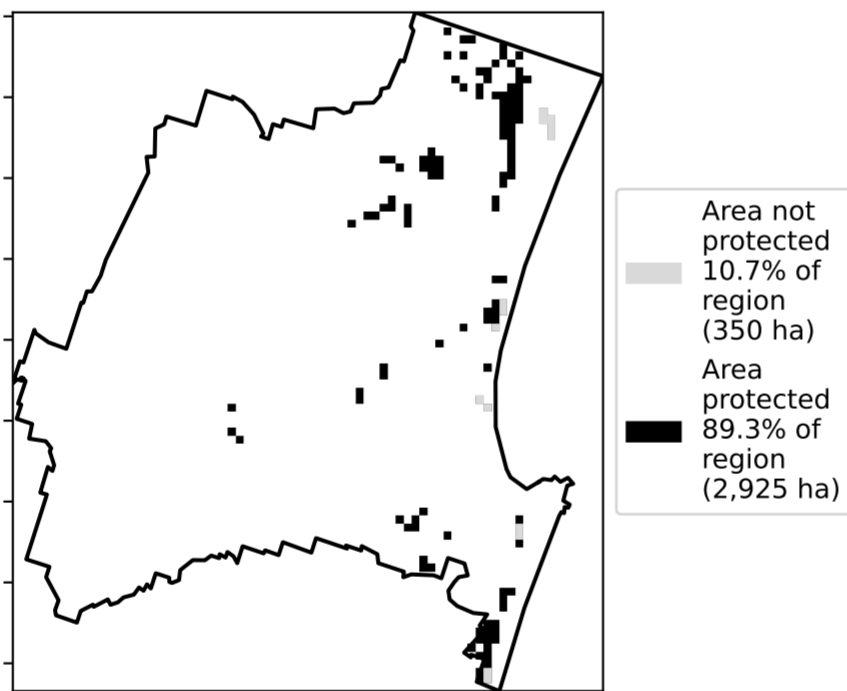 Area not
protected
10.7% of
region
(350 ha)
Area
protected
89.3% of
region
(2,925 ha)